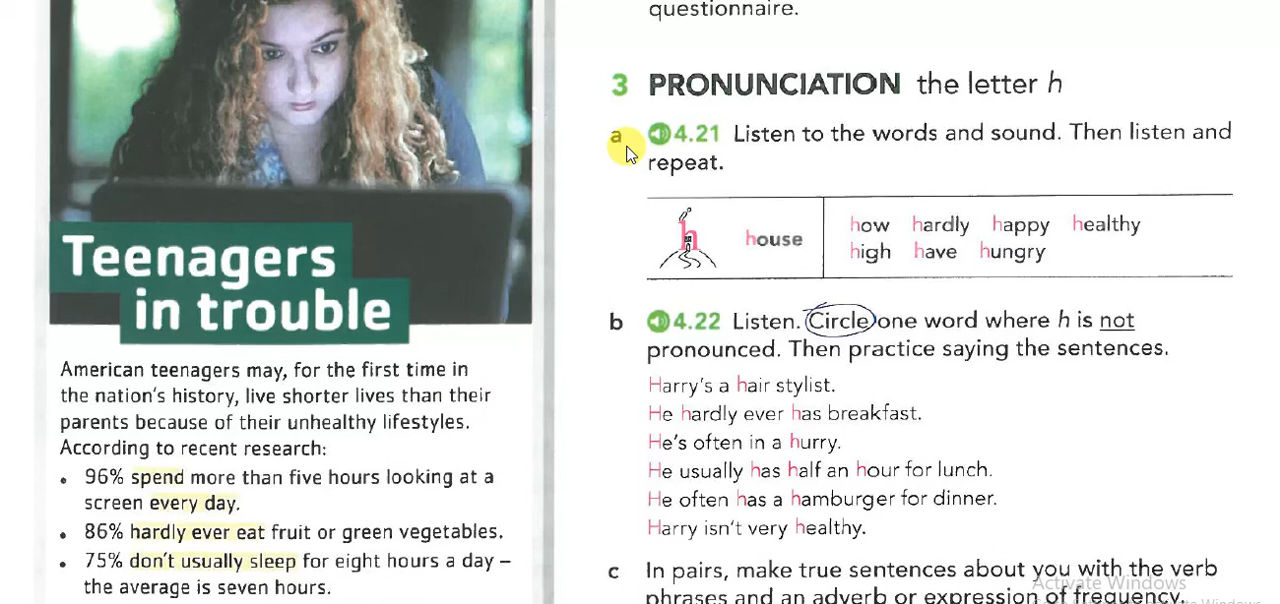 Teenagers
in trouble
American teenagers may, for the first time in
the nation's history, live shorter lives than their
parents because of their unhealthy lifestyles.
According to recent research:
• 96% spend more than five hours looking at a
screen every day.
• 86% hardly ever eat fruit or green vegetables.
• 75% don't usually sleep for eight hours a day –
the average is seven hours.
questionnaire.
3 PRONUNCIATION the letter h
a 4.21 Listen to the words and sound. Then listen and
repeat.
h house
how hardly happy healthy
high have hungry
b 4.22 Listen. Circle one word where h is not
pronounced. Then practice saying the sentences.
Harry's a hair stylist.
He hardly ever has breakfast.
He's often in a hurry.
He usually has half an hour for lunch.
He often has a hamburger for dinner.
Harry isn't very healthy.
c In pairs, make true sentences about you with the verb
phrases and an adverb or expression of frequency.
Activate Windows